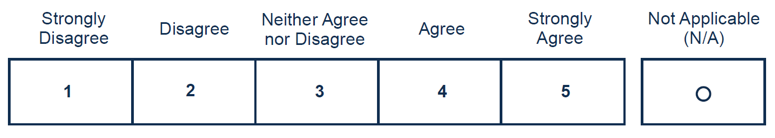 Strongly Disagree
Disagree
Neither Agree nor Disagree
Agree
Strongly Agree
Not Applicable (N/A)
1 2 3 4 5